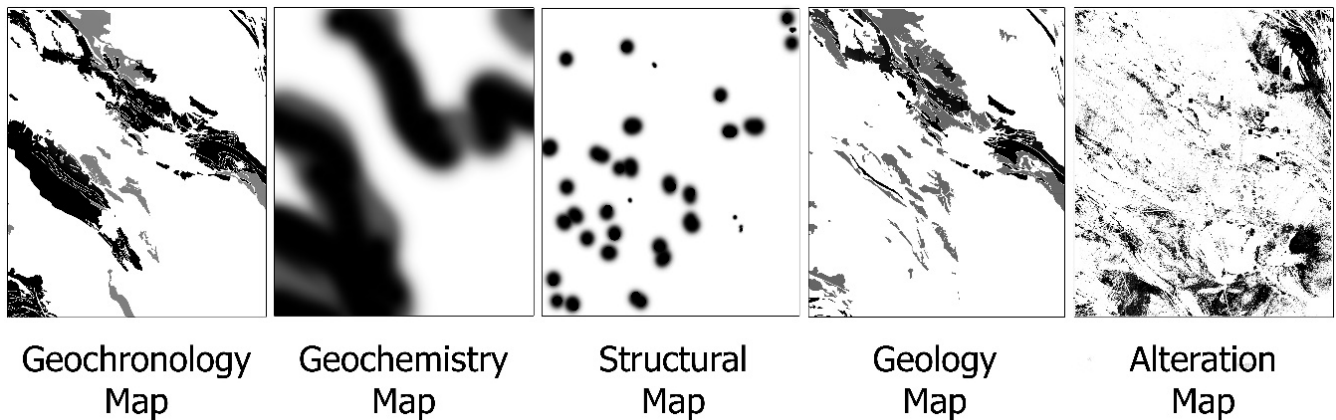 Geochronology Map
Geochemistry Map
Structural Map
Geology Map
Alteration Map